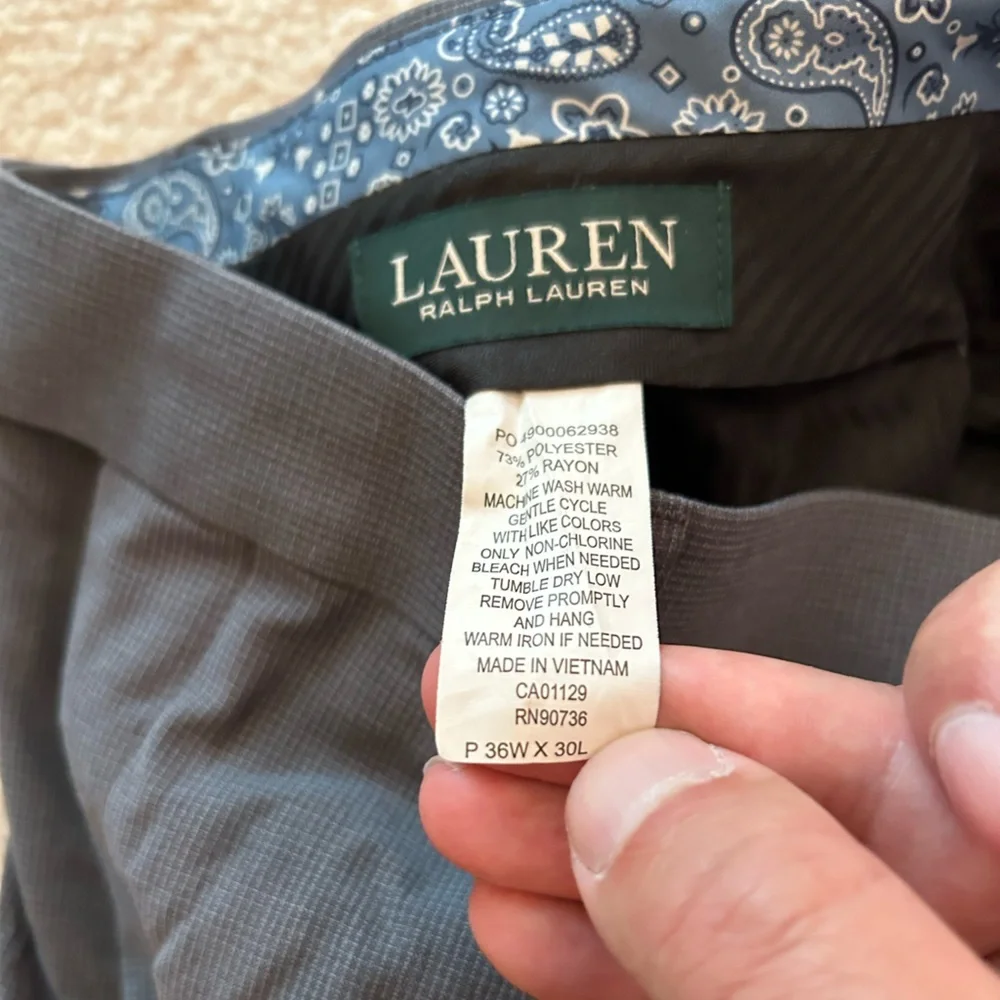 LAUREN
RALPH LAUREN
PO 4900062938
73% POLYESTER
27% RAYON
MACHINE WASH WARM
GENTLE CYCLE
WITH LIKE COLORS
ONLY NON-CHLORINE
BLEACH WHEN NEEDED
TUMBLE DRY LOW
REMOVE PROMPTLY
AND HANG
WARM IRON IF NEEDED
MADE IN VIETNAM
CA01129
RN90736
P 36W X 30L